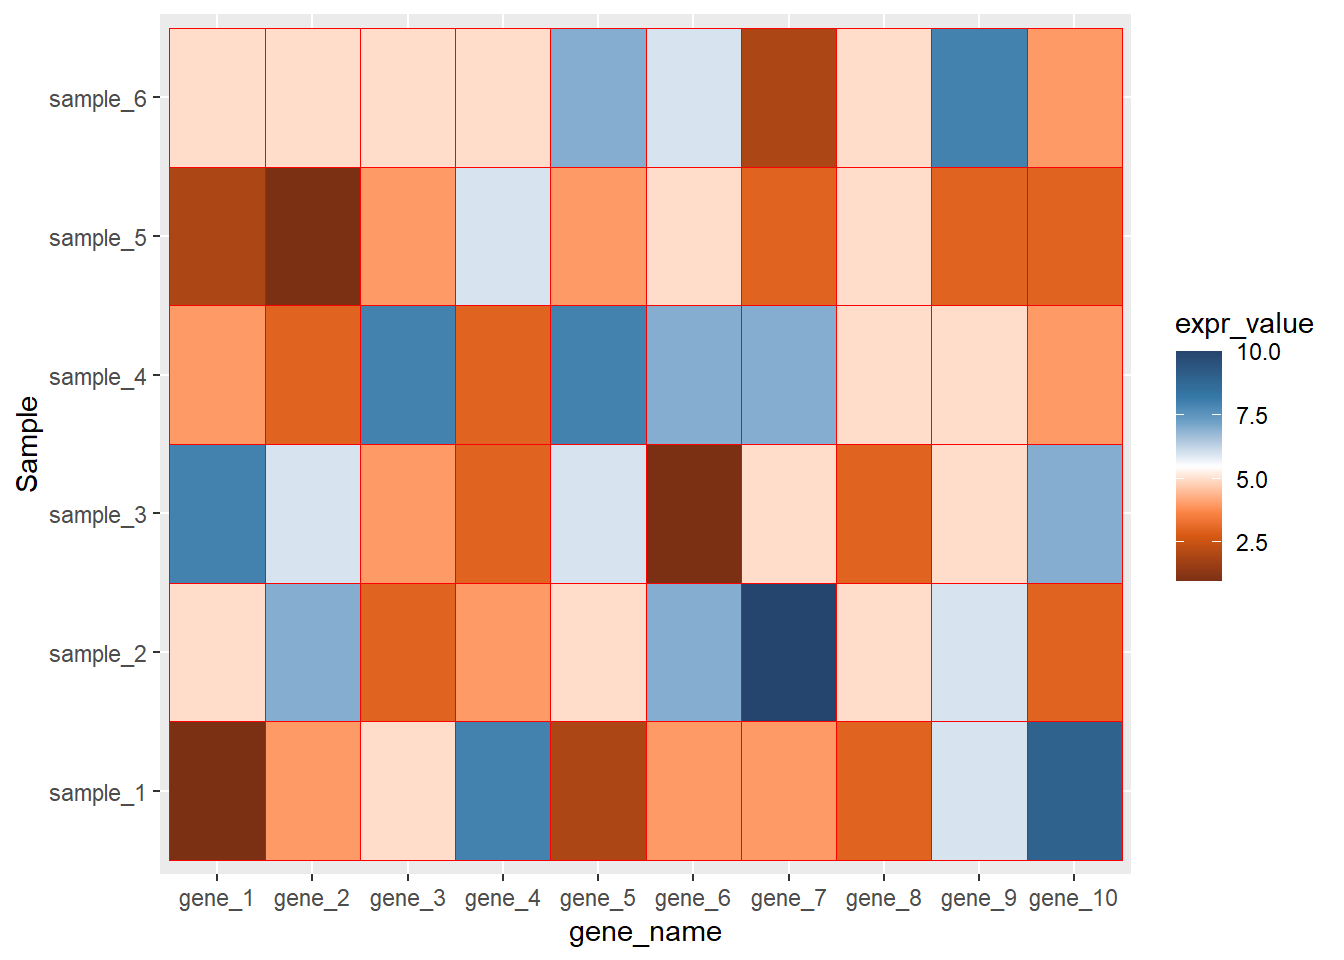 sample_6
sample_5
sample_4
sample_3
sample_2
sample_1
Sample
gene_1 gene_2 gene_3 gene_4 gene_5 gene_6 gene_7 gene_8 gene_9 gene_10
gene_name
expr_value
10.0
7.5
5.0
2.5